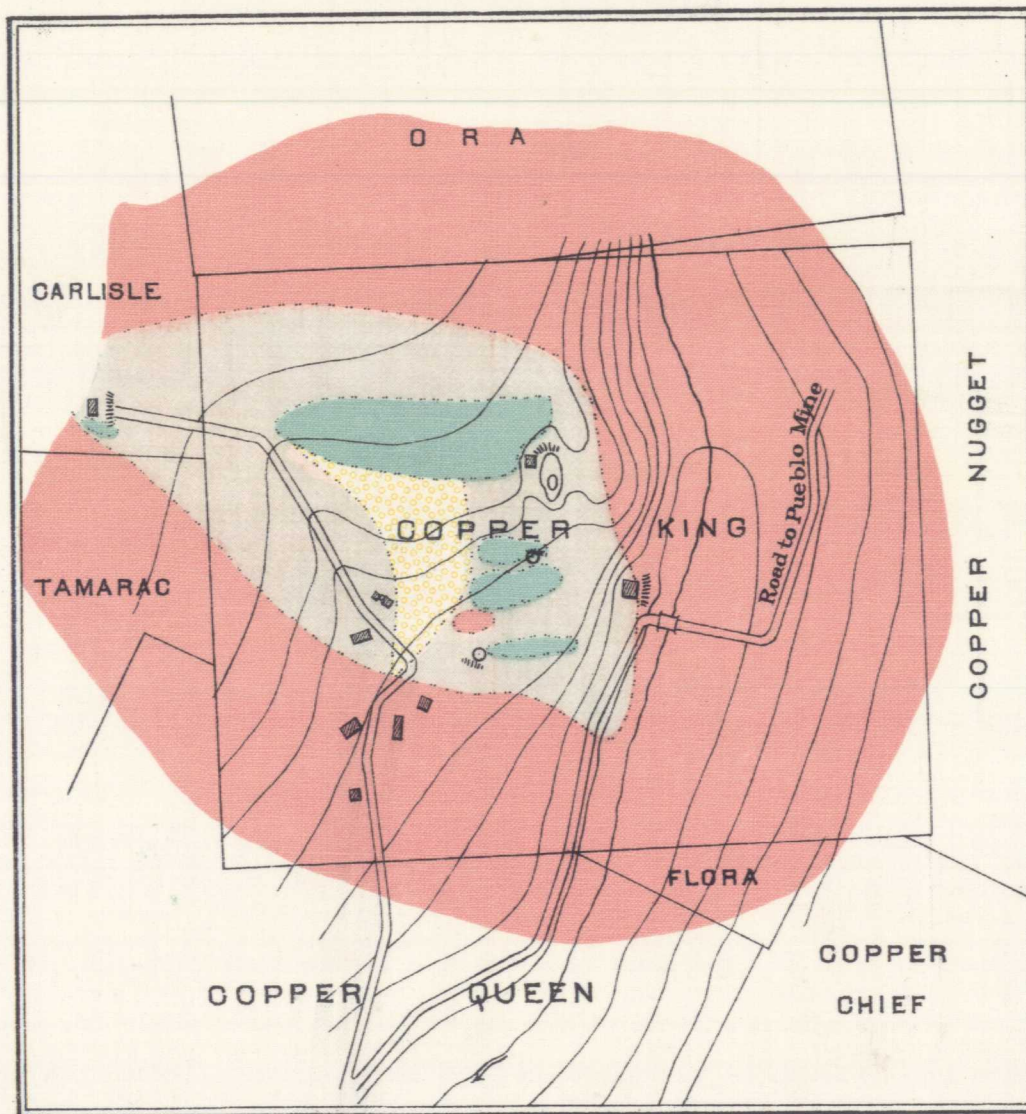 ORA
CARLISLE
COPPER NUGGET
Road to Pueblo Mine
COPPER KING
TAMARAC
FLORA
COPPER
CHIEF
COPPER QUEEN